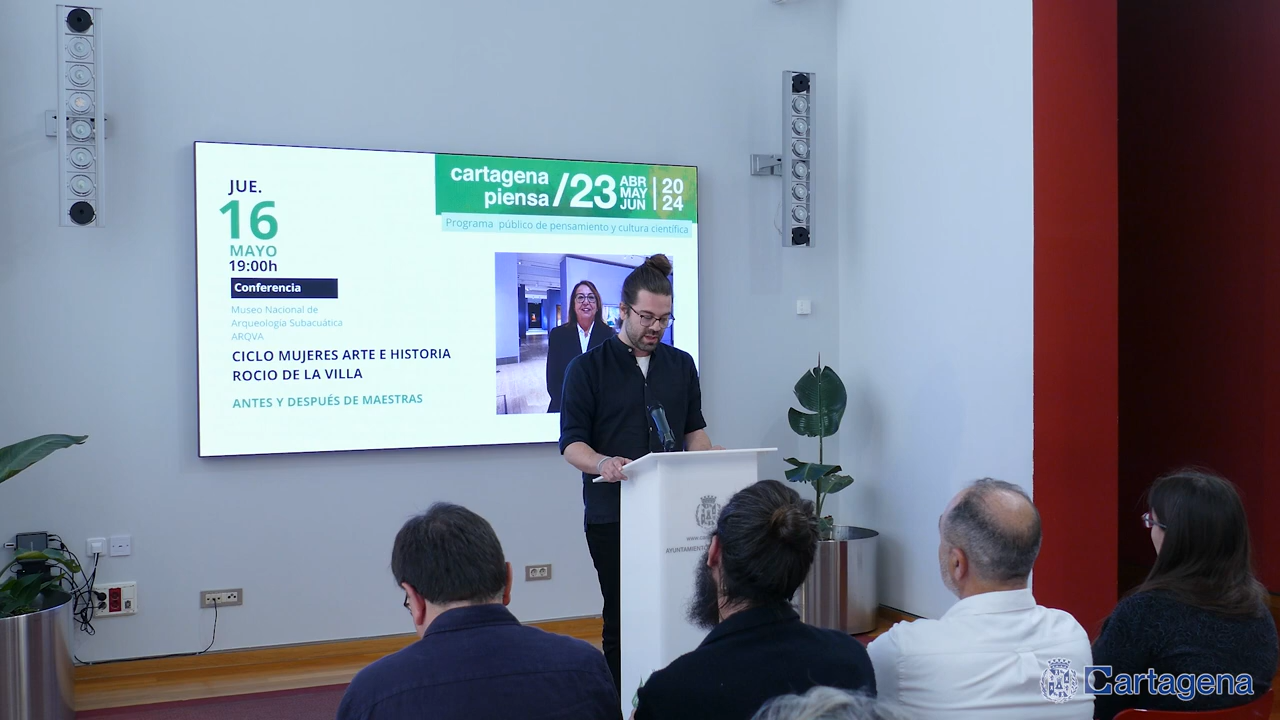 JUE.
16
MAYO
19:00h
Conferencia
Museo Nacional de
Arqueología Subacuática
ARQVA
CICLO MUJERES ARTE E HISTORIA
ROCIO DE LA VILLA
ANTES Y DESPUÉS DE MAESTRAS
cartagena
piensa
/23
ABR
MAY
JUN
20
24
Programa público de pensamiento y cultura científica
AYUNTAMIENTO
Cartagena